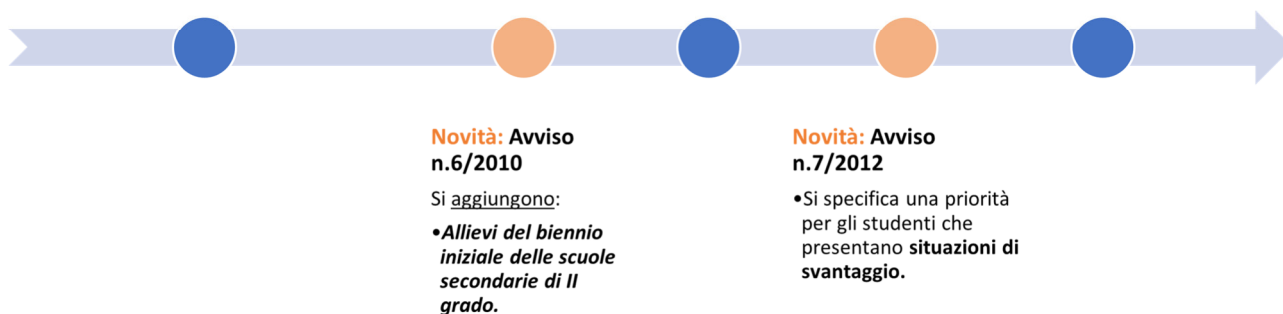 Novità: Avviso
n.6/2010
Si aggiungono:
•Allievi del biennio
iniziale delle scuole
secondarie di II
grado.
Novità: Avviso
n.7/2012
•Si specifica una priorità
per gli studenti che
presentano situazioni di
svantaggio.